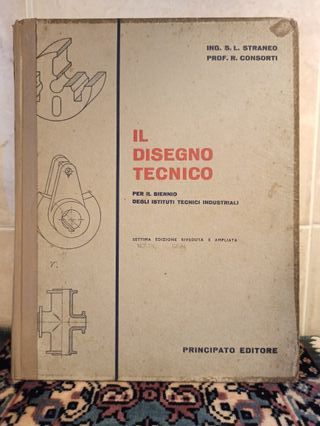 ING. S. L. STRANEO
PROF. R. CONSORTI
IL
DISEGNO
TECNICO
PER IL BIENNIO
DEGLI ISTITUTI TECNICI INDUSTRIALI
SETTIMA EDIZIONE RIVEDUTA E AMPLIATA
PRINCIPATO EDITORE